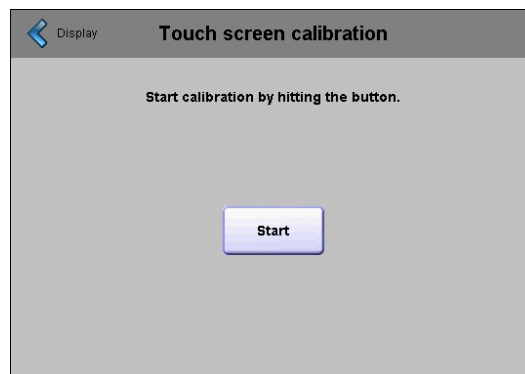 Display
Touch screen calibration
Start calibration by hitting the button.
Start